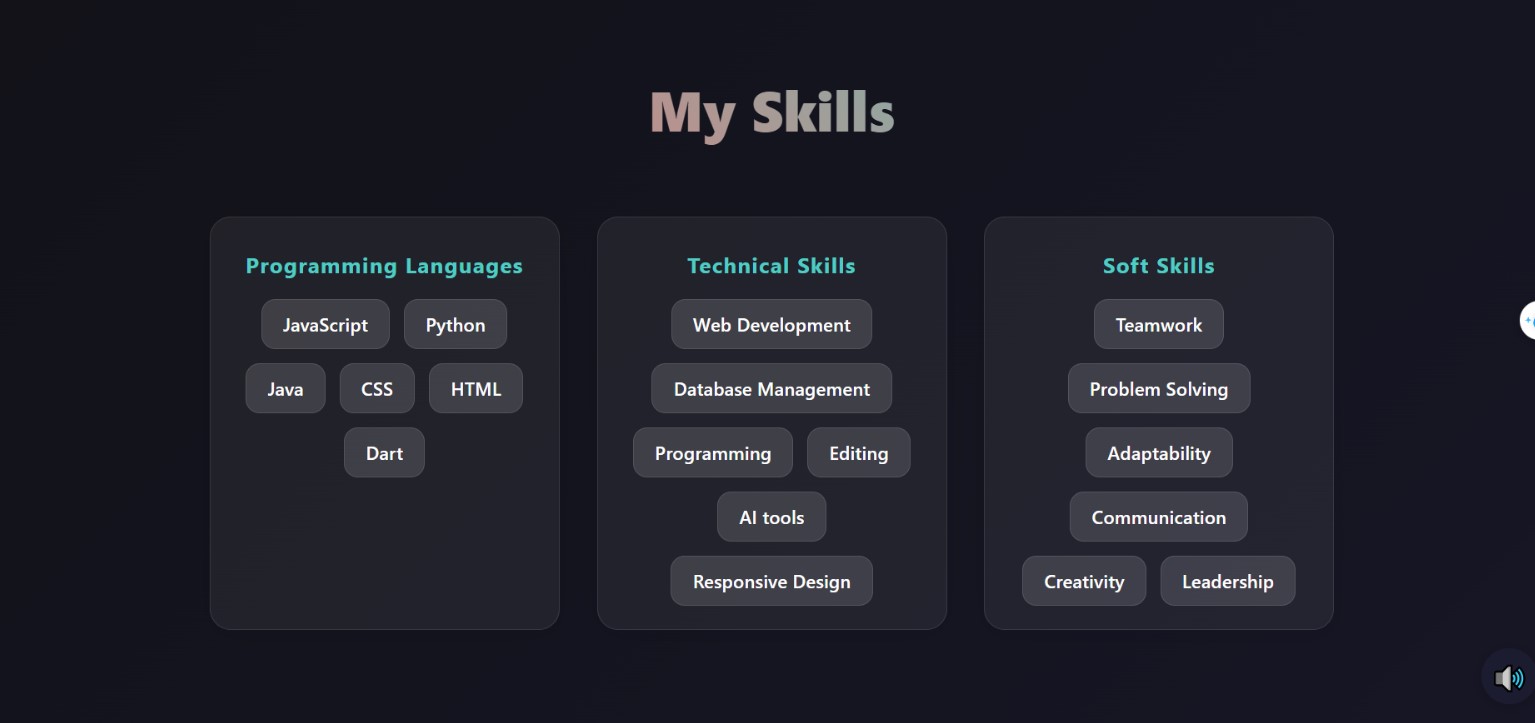 My Skills
Programming Languages
JavaScript Python
Java CSS HTML
Dart
Technical Skills
Web Development
Database Management
Programming Editing
AI tools
Responsive Design
Soft Skills
Teamwork
Problem Solving
Adaptability
Communication
Creativity Leadership